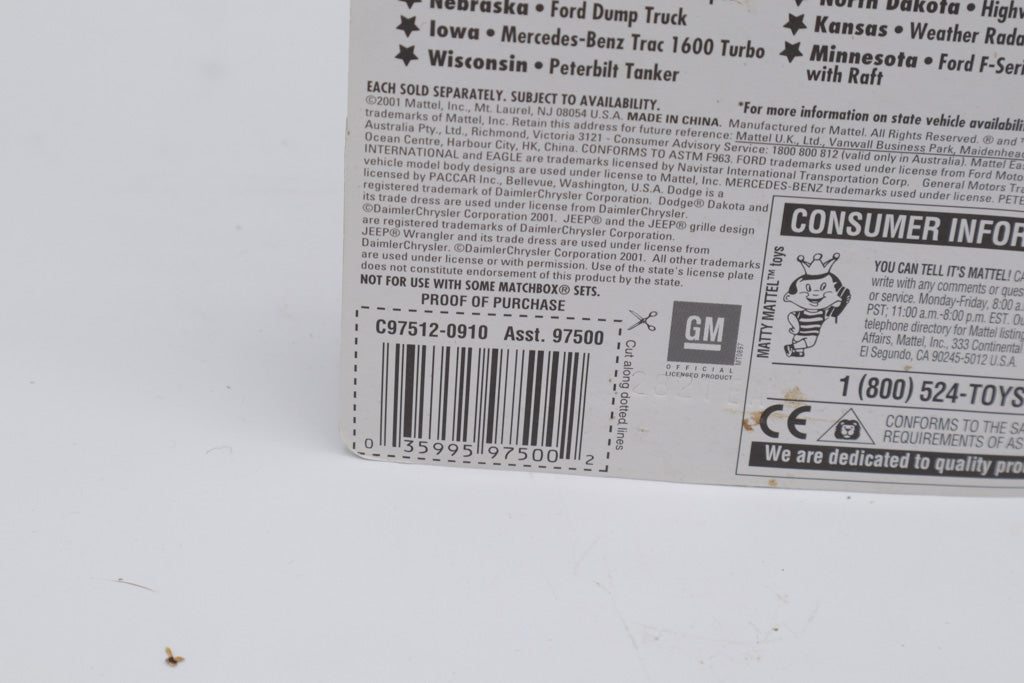 Nebraska • Ford Dump Truck
Iowa • Mercedes-Benz Trac 1600 Turbo
Wisconsin • Peterbilt Tanker
North Dakota • Highw
Kansas • Weather Rada
Minnesota • Ford F-Seri
with Raft
EACH SOLD SEPARATELY. SUBJECT TO AVAILABILITY.
*For more information on state vehicle availabili
©2001 Mattel, Inc., Mt. Laurel, NJ 08054 U.S.A. MADE IN CHINA. Manufactured for Mattel. All Rights Reserved. ® and
trademarks of Mattel, Inc. Retain this address for future reference: Mattel U.K., Ltd., Vanwall Business Park, Maidenhea
Australia Pty., Ltd., Richmond, Victoria 3121 - Consumer Advisory Service: 1800 800 812 (valid only in Australia). Mattel Eas
Ocean Centre, Harbour City, HK, China. CONFORMS TO ASTM F963. FORD trademarks used under license from Ford Moto
INTERNATIONAL and EAGLE are trademarks licensed by Navistar International Transportation Corp. General Motors Tra
vehicle model body designs are used under license to Mattel, Inc. MERCEDES-BENZ trademarks used under license. PETE
licensed by PACCAR Inc., Bellevue, Washington, U.S.A. Dodge is a
registered trademark of DaimlerChrysler Corporation. Dodge® Dakota and
its trade dress are used under license from DaimlerChrysler.
©DaimlerChrysler Corporation 2001. JEEP® and the JEEP® grille design
are registered trademarks of DaimlerChrysler Corporation.
JEEP® Wrangler and its trade dress are used under license from
DaimlerChrysler. ©DaimlerChrysler Corporation 2001. All other trademarks
are used under license or with permission. Use of the state's license plate
does not constitute endorsement of this product by the state.
NOT FOR USE WITH SOME MATCHBOX® SETS.
PROOF OF PURCHASE
C97512-0910 Asst. 97500
0 35995 97500 2
Cut along dotted lines
GM
OFFICIAL
LICENSED PRODUCT
CONSUMER INFOR
MATTY MATTEL™ toys
YOU CAN TELL IT'S MATTEL! CA
write with any comments or ques
or service. Monday-Friday, 8:00 a.
PST; 11:00 a.m.-8:00 p.m. EST. Ou
telephone directory for Mattel listing
Affairs, Mattel, Inc., 333 Continental
El Segundo, CA 90245-5012 U.S.A.
1 (800) 524-TOYS
CE
CONFORMS TO THE SA
REQUIREMENTS OF AS
We are dedicated to quality pro